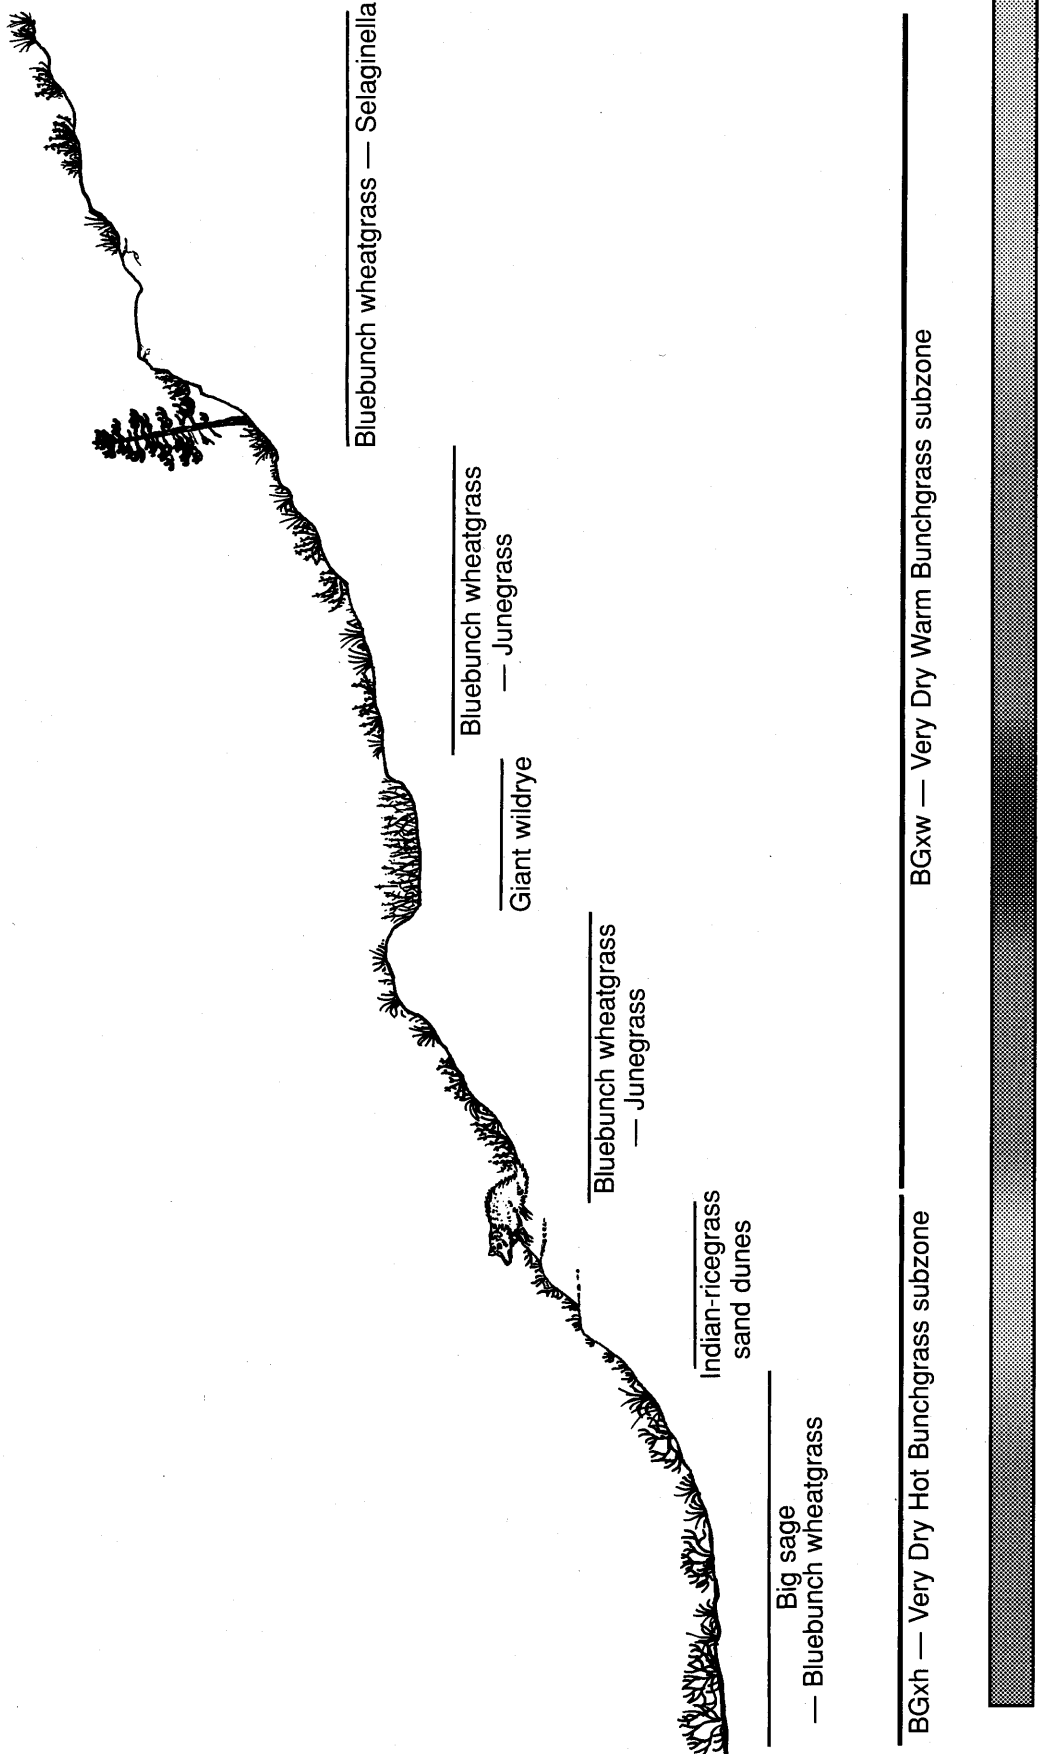 Big sage
— Bluebunch wheatgrass
Indian-ricegrass
sand dunes
Bluebunch wheatgrass
— Junegrass
Giant wildrye
Bluebunch wheatgrass
— Junegrass
Bluebunch wheatgrass — Selaginella
BGxh — Very Dry Hot Bunchgrass subzone
BGxw — Very Dry Warm Bunchgrass subzone